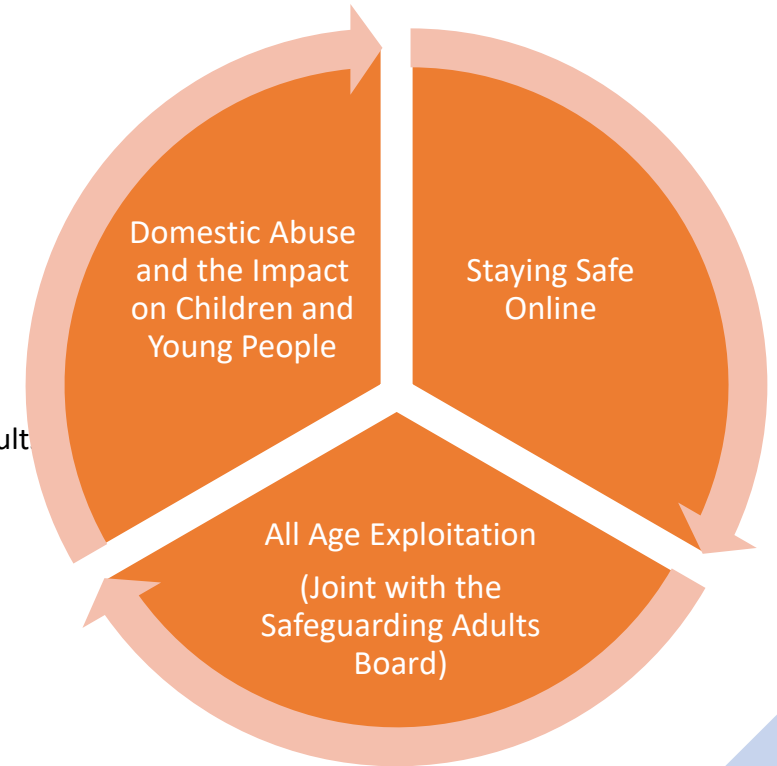 Domestic Abuse
and the Impact
on Children and
Young People
Staying Safe
Online
ult
All Age Exploitation
(Joint with the
Safeguarding Adults
Board)